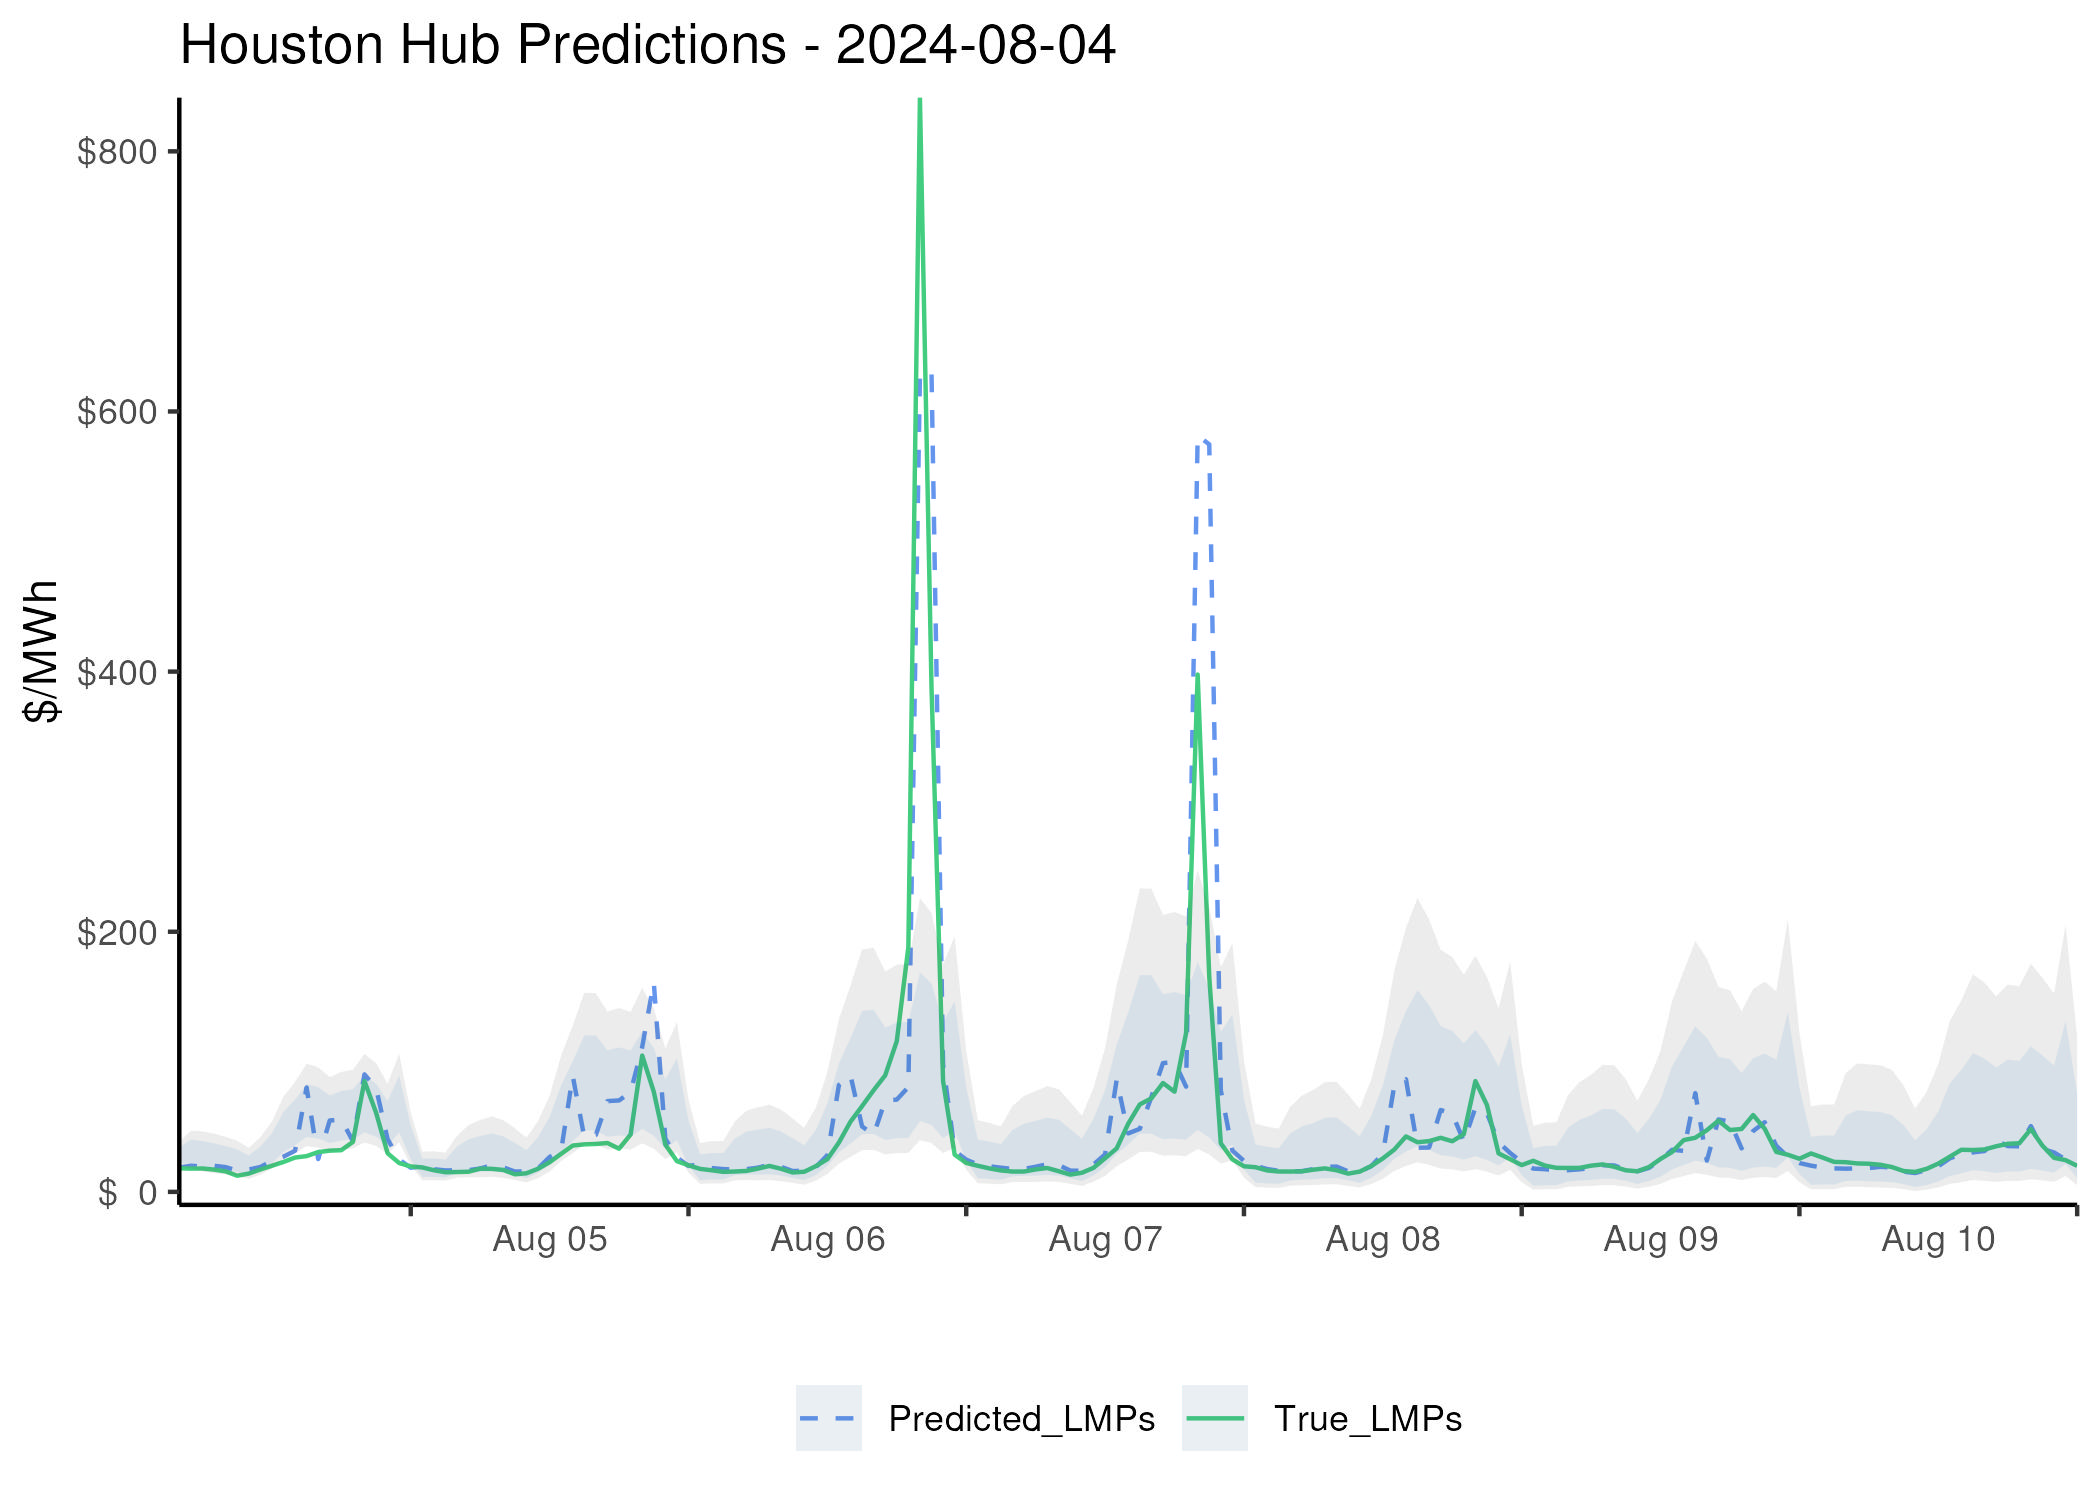 Houston Hub Predictions - 2024-08-04
$800
$600
$400
$200
$  0
$/MWh
Aug 05 Aug 06 Aug 07 Aug 08 Aug 09 Aug 10
Predicted_LMPs True_LMPs